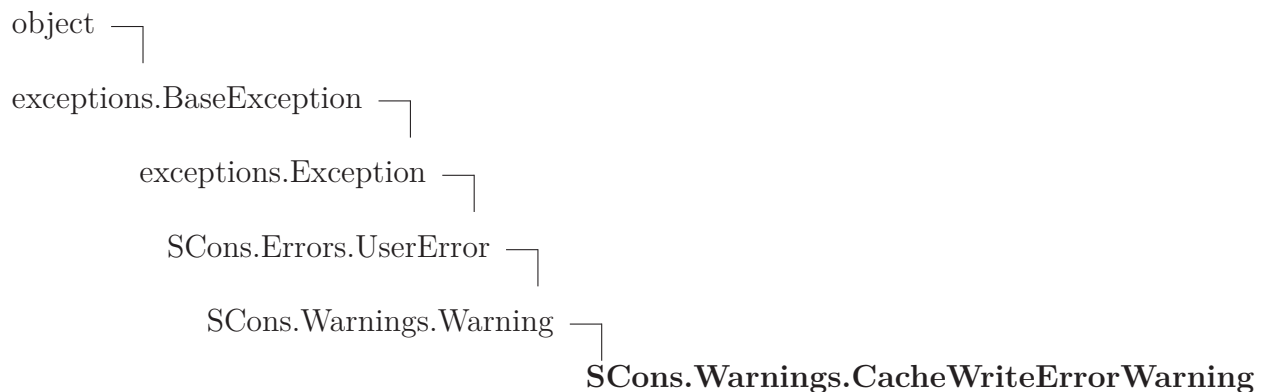 object
exceptions.BaseException
exceptions.Exception
SCons.Errors.UserError
SCons.Warnings.Warning
SCons.Warnings.CacheWriteErrorWarning